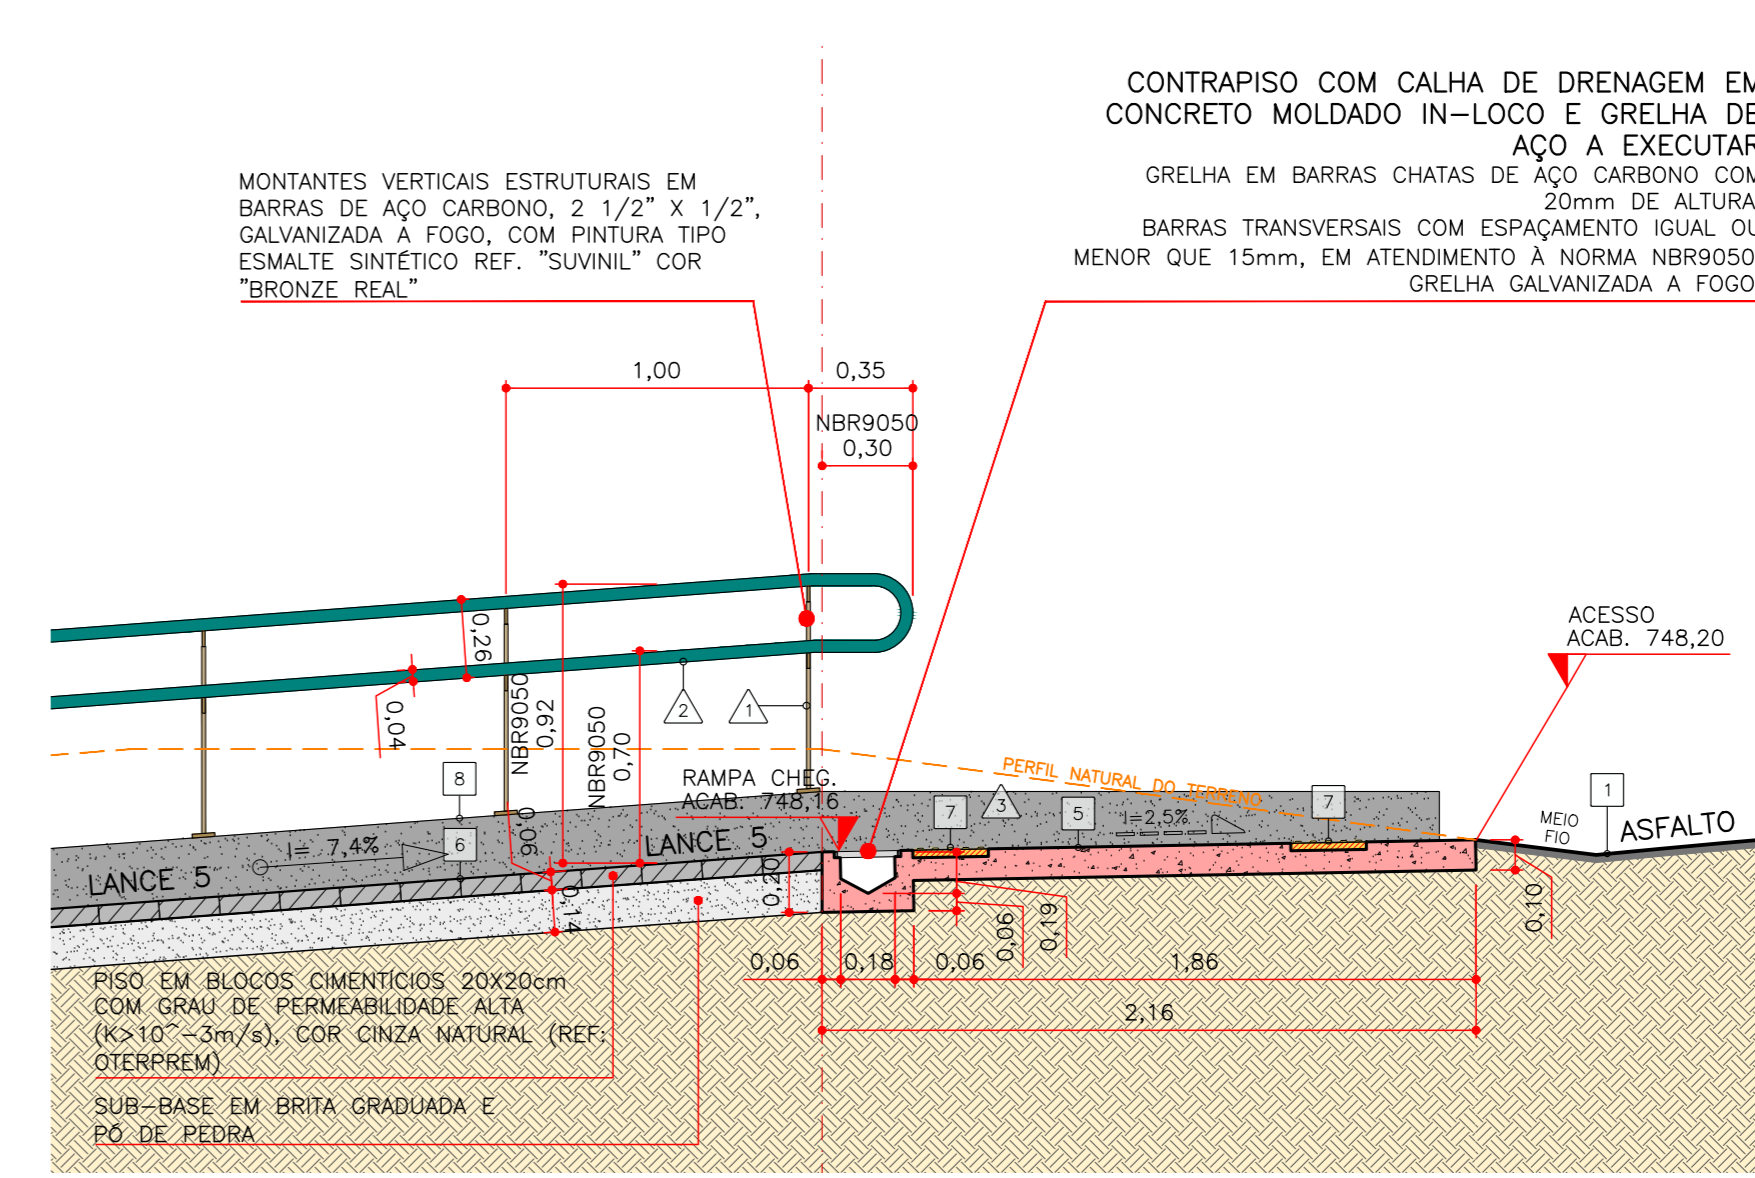 CONTRAPISO COM CALHA DE DRENAGEM EM
CONCRETO MOLDADO IN-LOCO E GRELHA DE
AÇO A EXECUTAR
GRELHA EM BARRAS CHATAS DE AÇO CARBONO COM
20mm DE ALTURA
BARRAS TRANSVERSAIS COM ESPAÇAMENTO IGUAL OU
MENOR QUE 15mm, EM ATENDIMENTO À NORMA NBR9050
GRELHA GALVANIZADA A FOGO
MONTANTES VERTICAIS ESTRUTURAIS EM
BARRAS DE AÇO CARBONO, 2 1/2" X 1/2",
GALVANIZADA A FOGO, COM PINTURA TIPO
ESMALTE SINTÉTICO REF. "SUVINIL" COR
"BRONZE REAL"
1,00
0,35
NBR9050
0,30
0,26
0,04
NBR9050
0,92
NBR9050
0,70
2
1
ACESSO
ACAB. 748,20
PERFIL NATURAL DO TERRENO
RAMPA CHEG.
ACAB. 748,16
8
6
7
3
5
7
1
I=2,5%
MEIO
FIO
ASFALTO
I= 7,4%
LANCE 5
LANCE 5
0,06
0,14
0,20
0,06
0,19
0,10
0,06
0,18
0,06
1,86
2,16
PISO EM BLOCOS CIMENTÍCIOS 20X20cm
COM GRAU DE PERMEABILIDADE ALTA
(K>10^-3m/s), COR CINZA NATURAL (REF:
OTERPREM)
SUB-BASE EM BRITA GRADUADA E
PÓ DE PEDRA